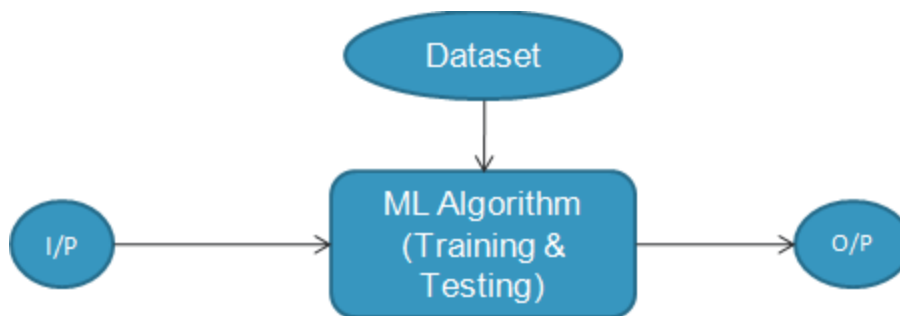 Dataset
I/P
ML Algorithm
(Training &
Testing)
O/P